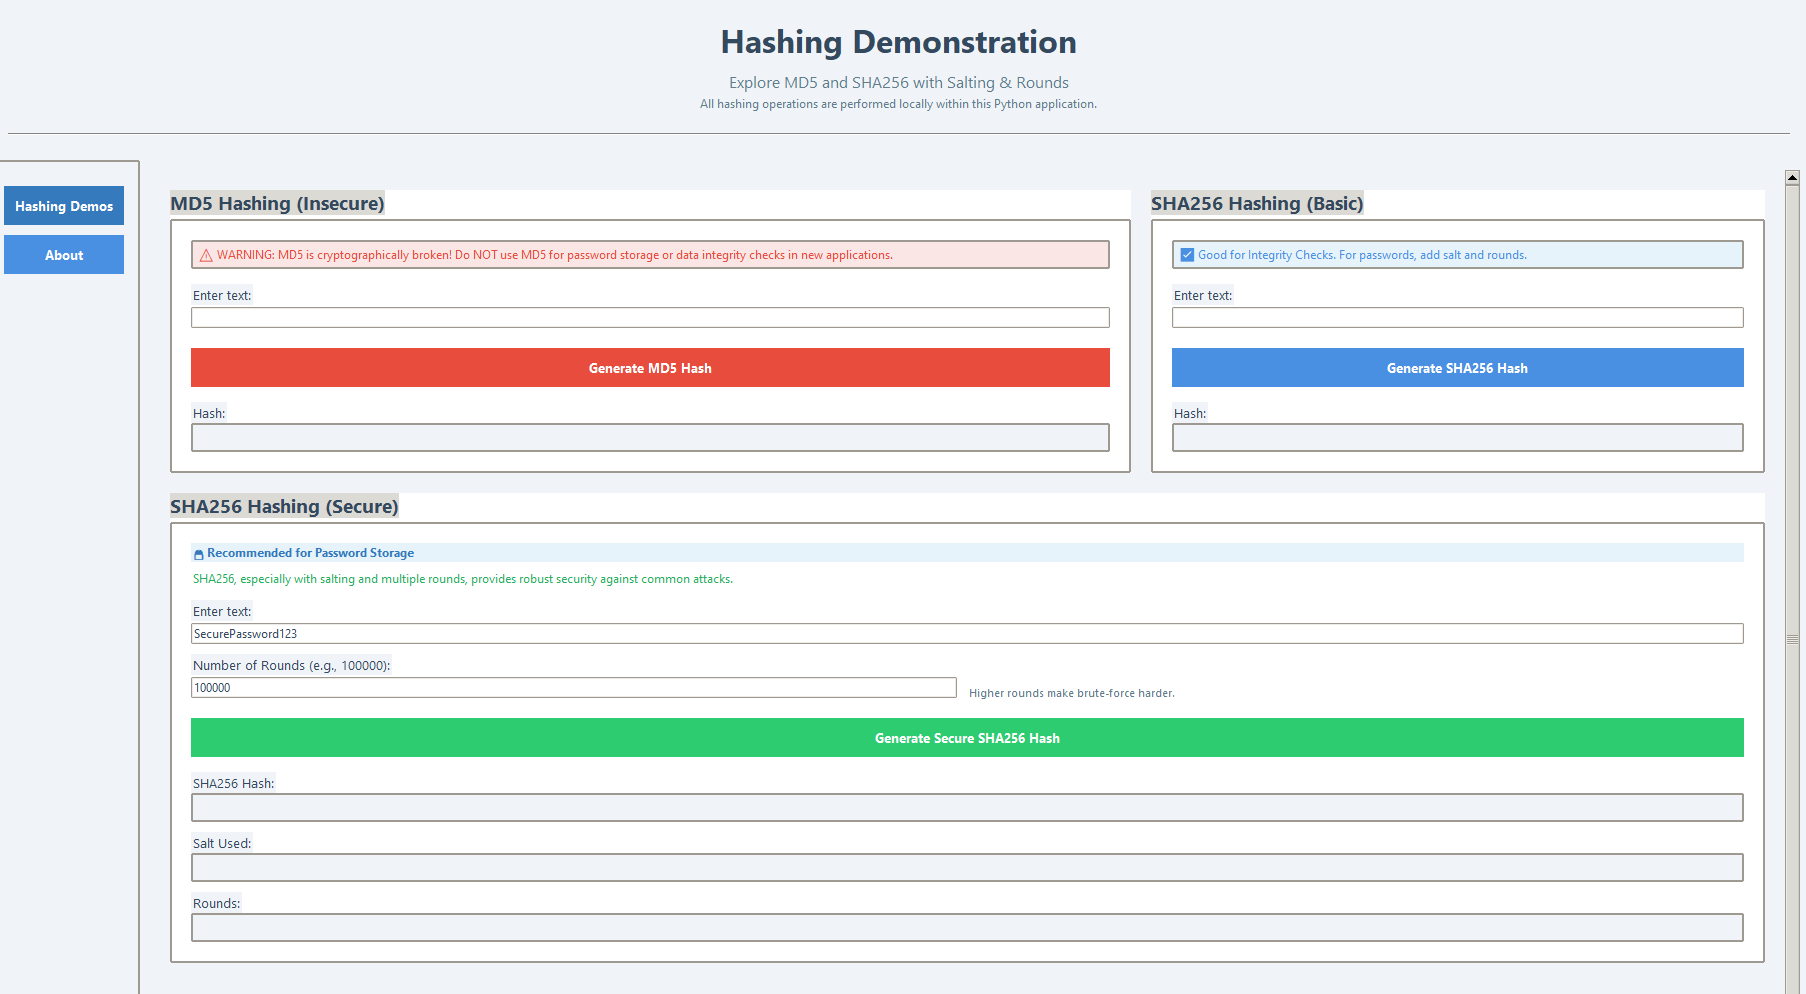 Hashing Demonstration
Explore MD5 and SHA256 with Salting & Rounds
All hashing operations are performed locally within this Python application.
Hashing Demos
About
MD5 Hashing (Insecure)
WARNING: MD5 is cryptographically broken! Do NOT use MD5 for password storage or data integrity checks in new applications.
Enter text:
Generate MD5 Hash
Hash:
SHA256 Hashing (Basic)
Good for Integrity Checks. For passwords, add salt and rounds.
Enter text:
Generate SHA256 Hash
Hash:
SHA256 Hashing (Secure)
Recommended for Password Storage
SHA256, especially with salting and multiple rounds, provides robust security against common attacks.
Enter text:
SecurePassword123
Number of Rounds (e.g., 100000):
100000
Higher rounds make brute-force harder.
Generate Secure SHA256 Hash
SHA256 Hash:
Salt Used:
Rounds: